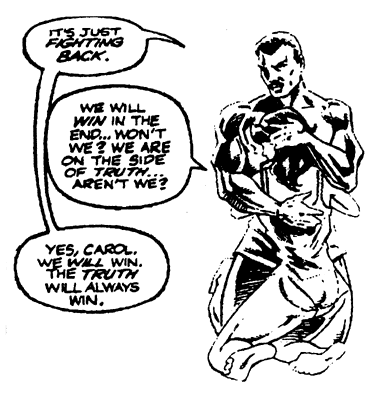 IT'S JUST
FIGHTING
BACK.
WE WILL
WIN IN THE
END... WON'T
WE? WE ARE
ON THE SIDE
OF TRUTH...
AREN'T WE?
YES, CAROL.
WE WILL WIN.
THE TRUTH
WILL ALWAYS
WIN.